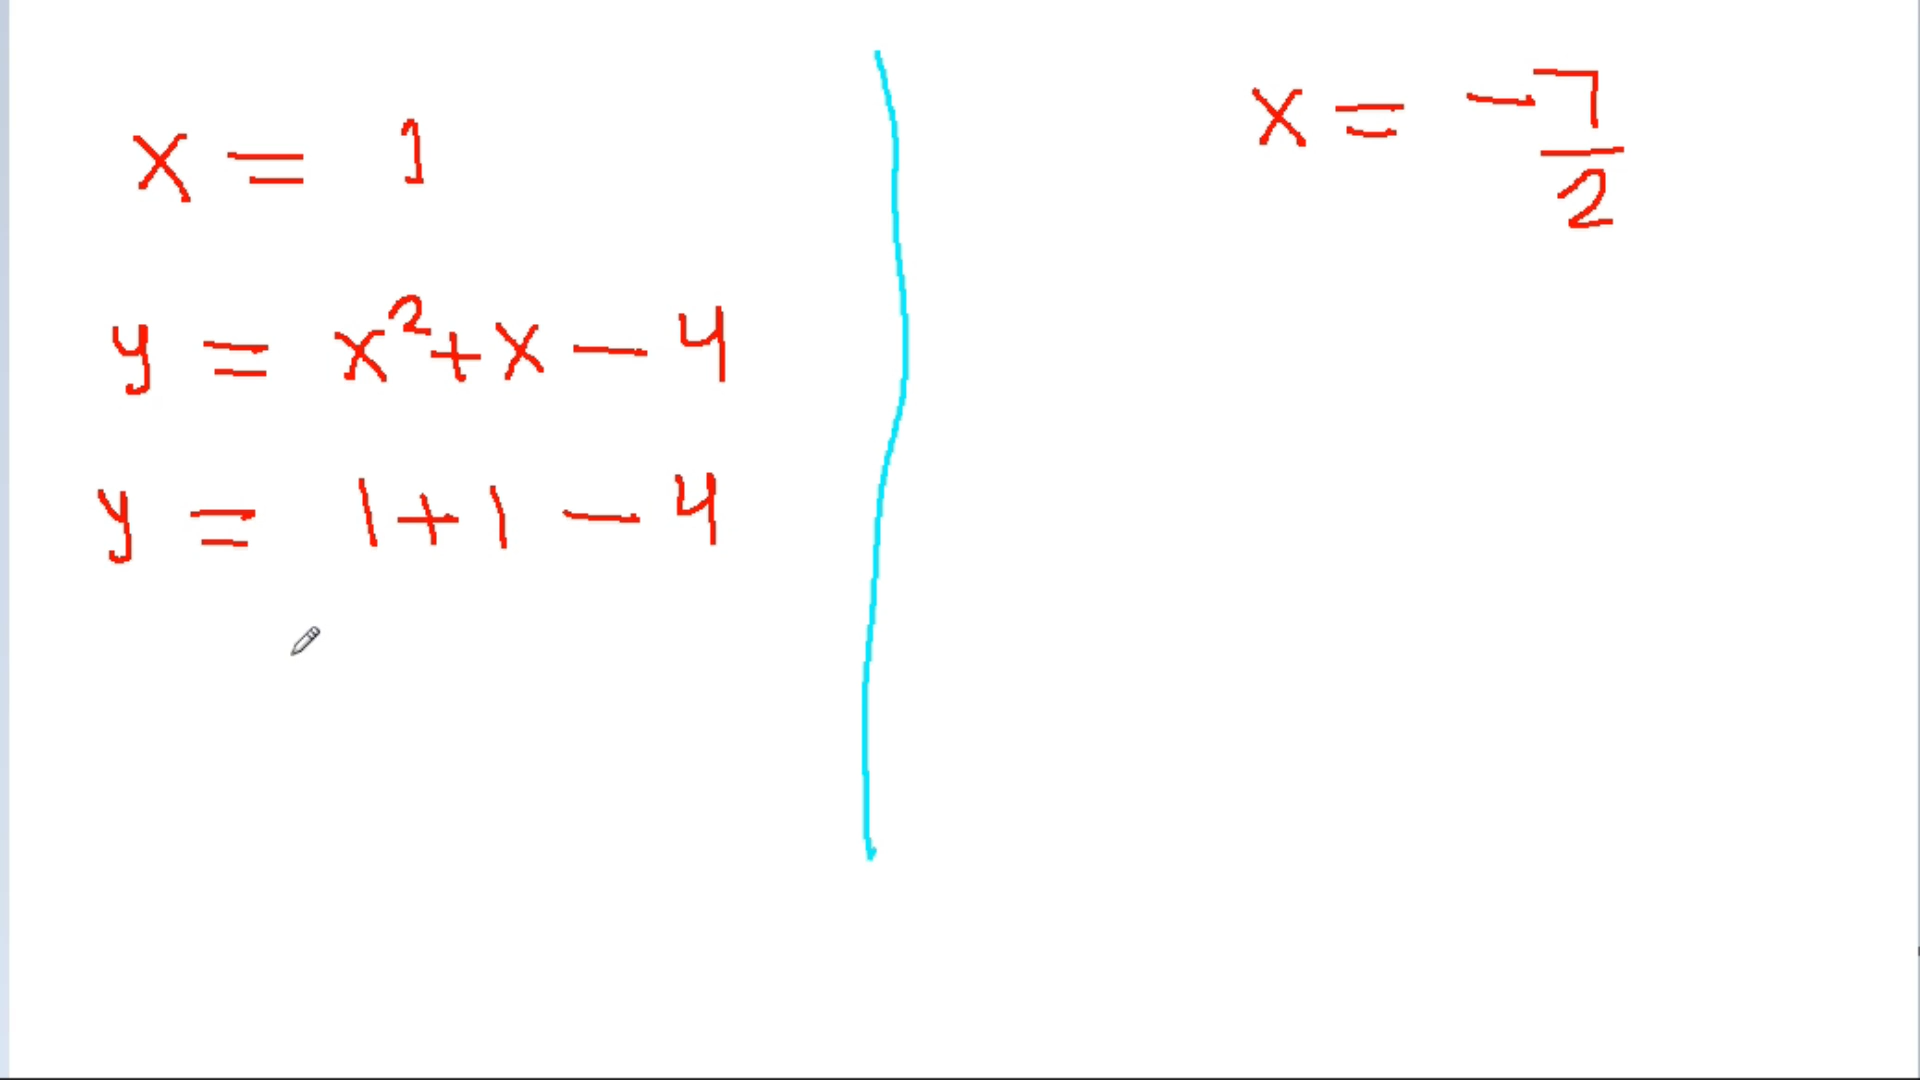 x = 1
y = x²+x-4
y = 1+1-4
x = -7/2